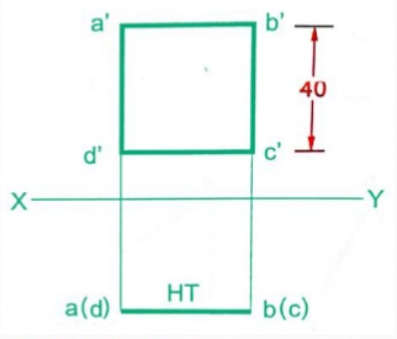 a' b'
40
d' c'
X Y
HT
a(d) b(c)